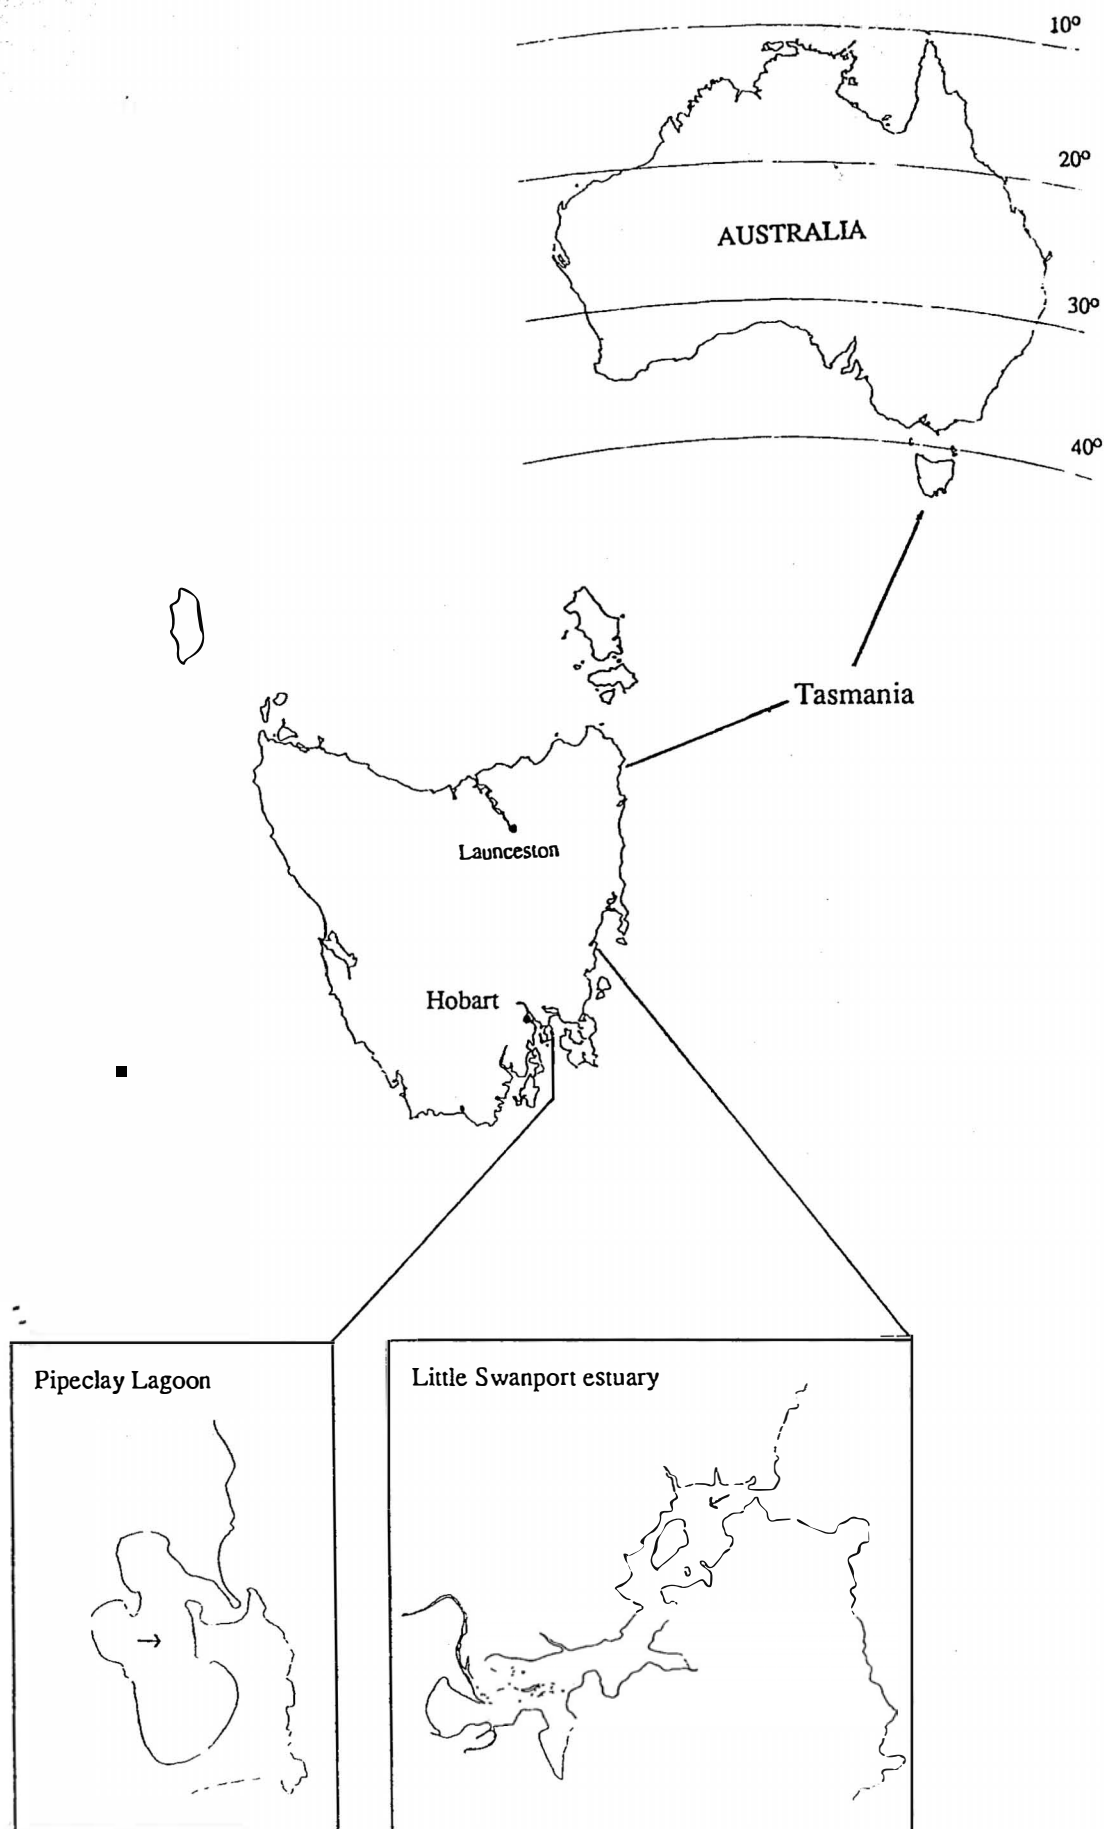 10°
20°
AUSTRALIA
30°
40°
Tasmania
Launceston
Hobart
Pipeclay Lagoon
Little Swanport estuary